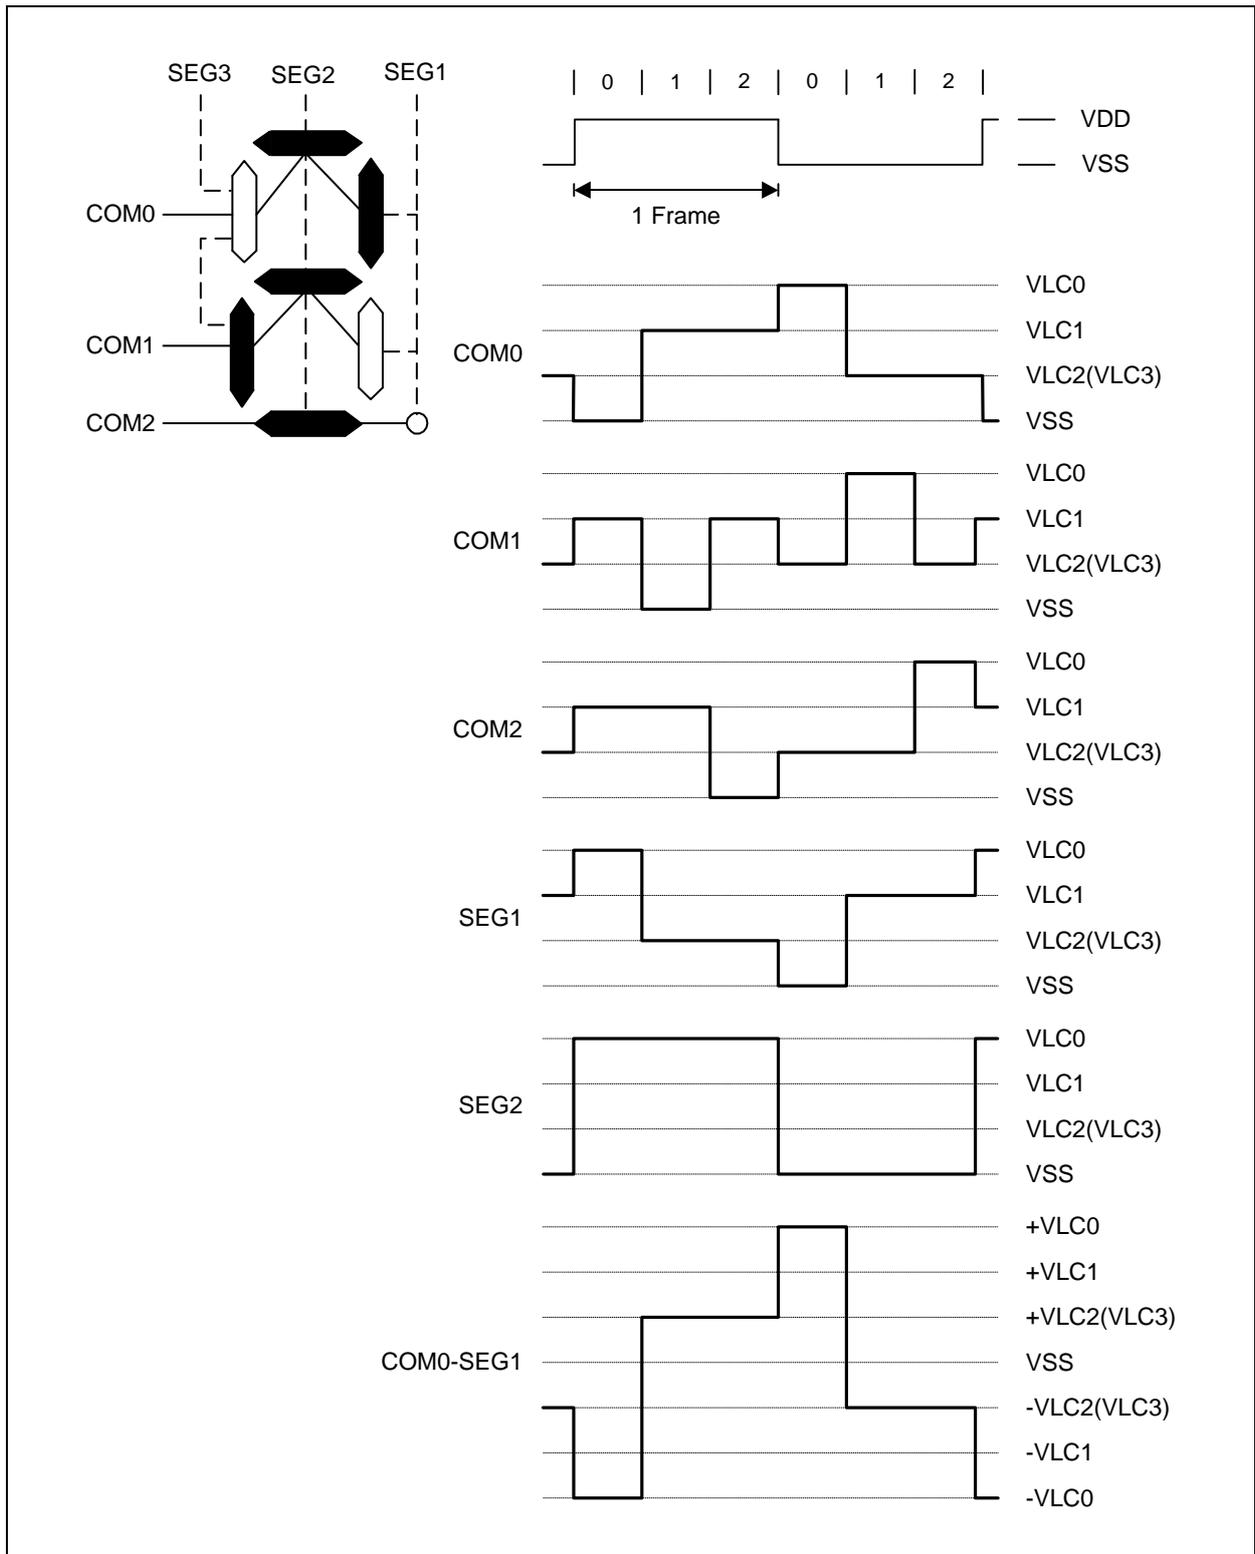 SEG3 SEG2 SEG1
COM0
COM1
COM2
0 1 2 0 1 2
VDD
VSS
1 Frame
COM0
VLC0
VLC1
VLC2(VLC3)
VSS
COM1
VLC0
VLC1
VLC2(VLC3)
VSS
COM2
VLC0
VLC1
VLC2(VLC3)
VSS
SEG1
VLC0
VLC1
VLC2(VLC3)
VSS
SEG2
VLC0
VLC1
VLC2(VLC3)
VSS
COM0-SEG1
+VLC0
+VLC1
+VLC2(VLC3)
VSS
-VLC2(VLC3)
-VLC1
-VLC0